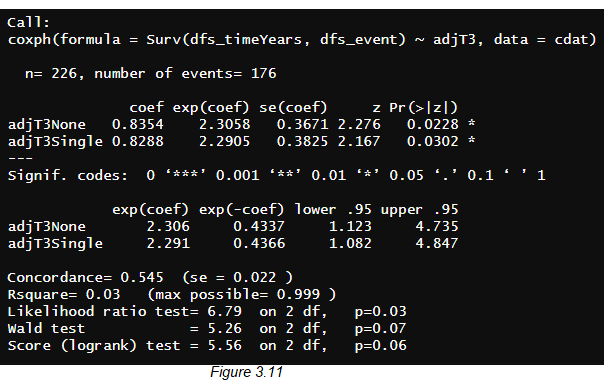 Call:
coxph(formula = Surv(dfs_timeYears, dfs_event) ~ adjT3, data = cdat)
n= 226, number of events= 176
coef exp(coef) se(coef) z Pr(>|z|)
adjT3None 0.8354 2.3058 0.3671 2.276 0.0228 *
adjT3Single 0.8288 2.2905 0.3825 2.167 0.0302 *
---
Signif. codes: 0 ‘***’ 0.001 ‘**’ 0.01 ‘*’ 0.05 ‘.’ 0.1 ‘ ’ 1
exp(coef) exp(-coef) lower .95 upper .95
adjT3None 2.306 0.4337 1.123 4.735
adjT3Single 2.291 0.4366 1.082 4.847
Concordance= 0.545 (se = 0.022 )
Rsquare= 0.03 (max possible= 0.999 )
Likelihood ratio test= 6.79 on 2 df, p=0.03
Wald test = 5.26 on 2 df, p=0.07
Score (logrank) test = 5.56 on 2 df, p=0.06
Figure 3.11